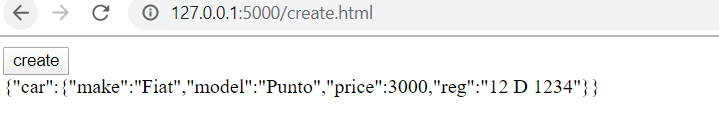 127.0.0.1:5000/create.html
create
{"car":{"make":"Fiat","model":"Punto","price":3000,"reg":"12 D 1234"}}